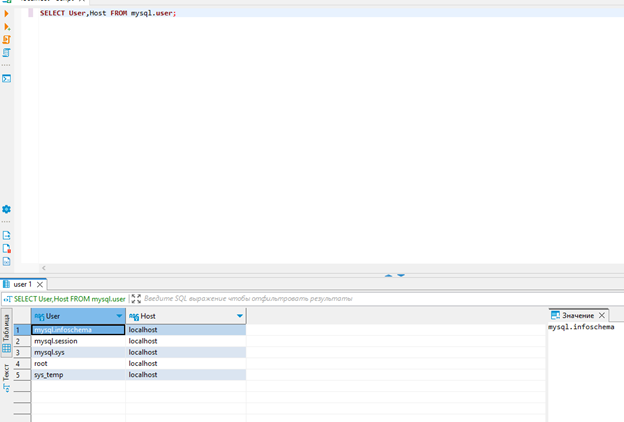 SELECT User,Host FROM mysql.user;
user 1
SELECT User,Host FROM mysql.user
Введите SQL выражение чтобы отфильтровать результаты
Таблица
Текст
User Host
1 mysql.infoschema localhost
2 mysql.session localhost
3 mysql.sys localhost
4 root localhost
5 sys_temp localhost
Значение
mysql.infoschema